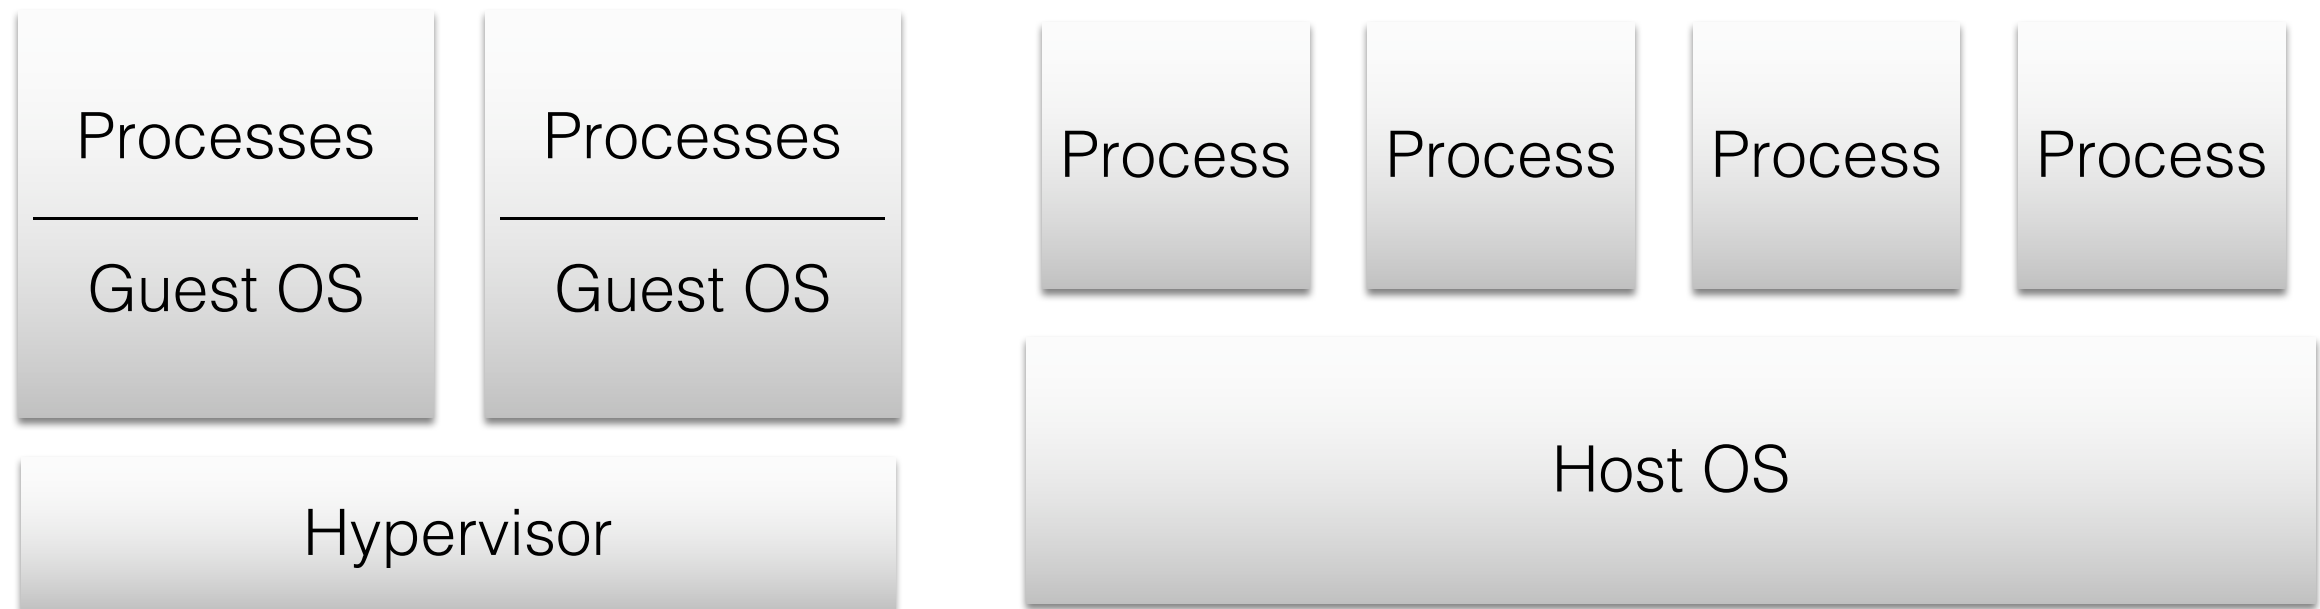 Processes
Guest OS
Processes
Guest OS
Hypervisor
Process
Process
Process
Process
Host OS